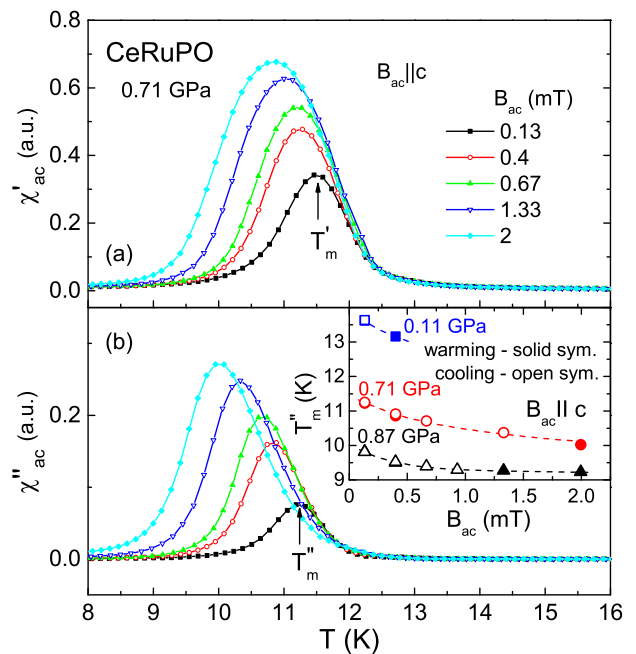 CeRuPO
0.71 GPa
B_ac||c
B_ac (mT)
0.13
0.4
0.67
1.33
2
0.8
0.6
0.4
0.2
0.0
χ'_ac (a.u.)
(a)
T'_m
(b)
0.2
0.0
χ''_ac (a.u.)
T''_m
0.11 GPa
warming - solid sym.
cooling - open sym.
0.71 GPa
B_ac|| c
0.87 GPa
13
12
11
10
9
T''_m (K)
0 0.5 1.0 1.5 2.0
B_ac (mT)
8 9 10 11 12 13 14 15 16
T (K)